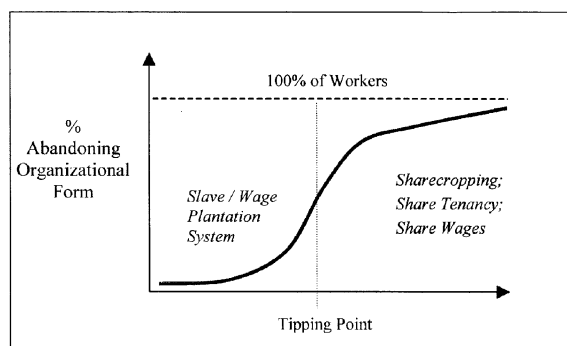 100% of Workers
%
Abandoning
Organizational
Form
Slave / Wage
Plantation
System
Sharecropping;
Share Tenancy;
Share Wages
Tipping Point